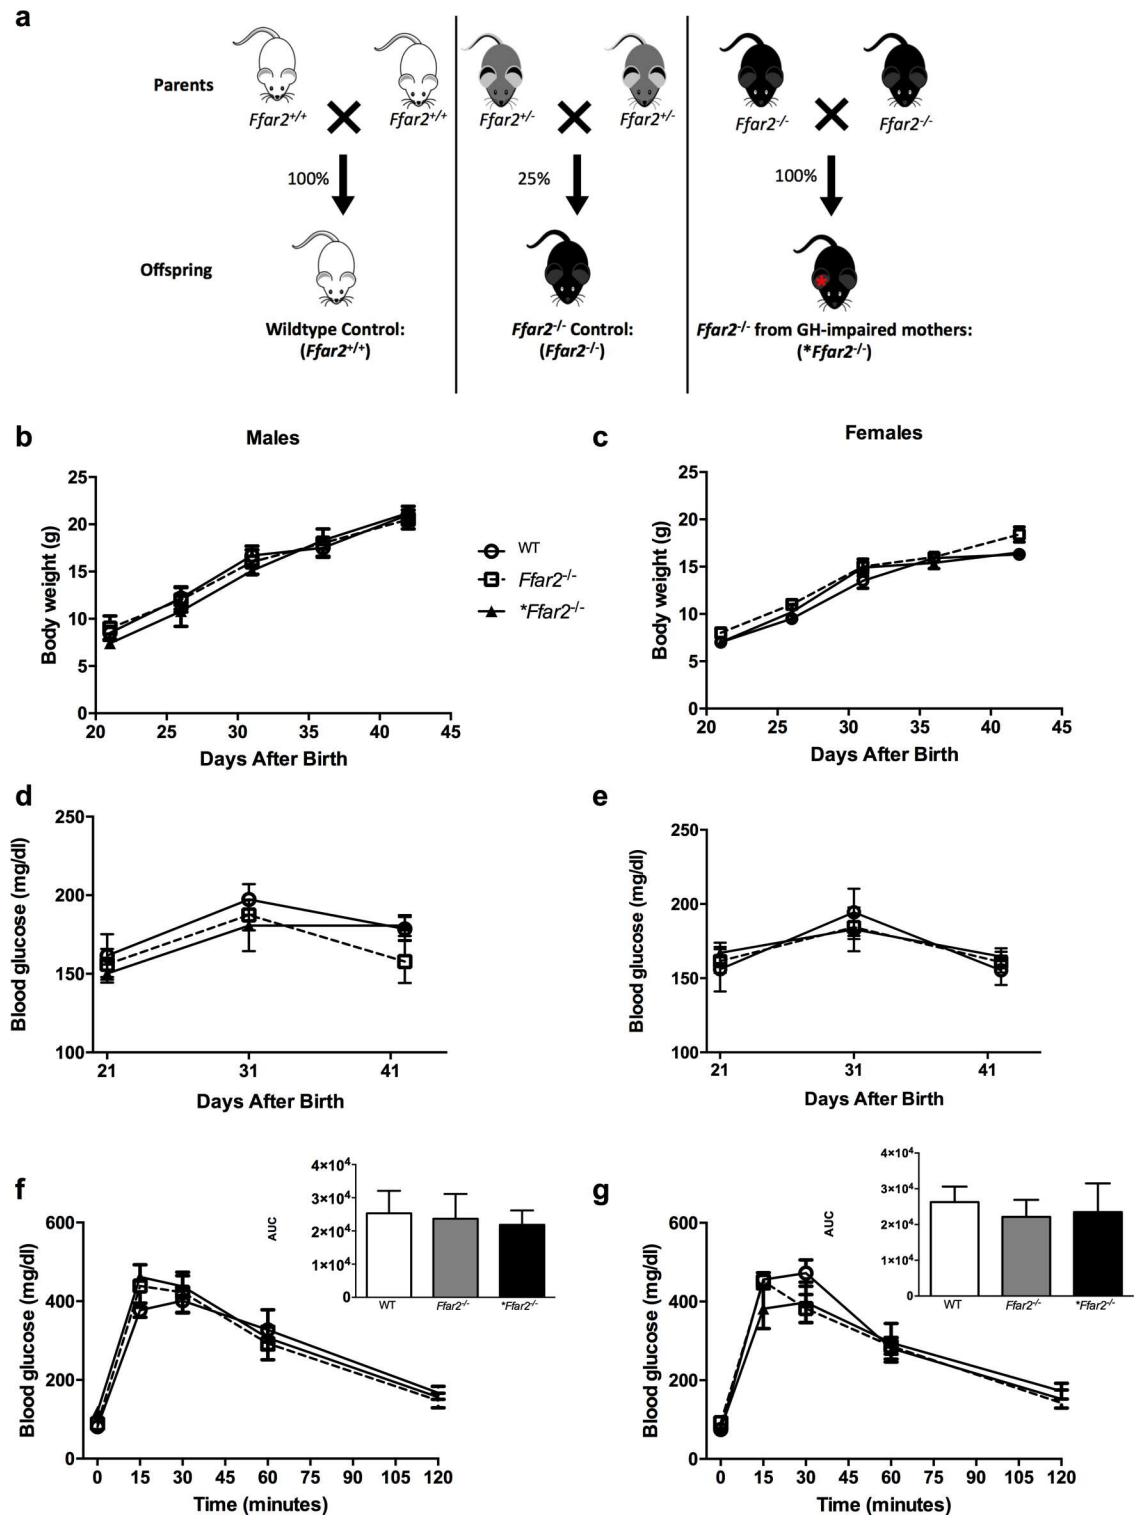 a
Parents
Ffar2+/+ Ffar2+/+ Ffar2+/- Ffar2+/- Ffar2-/- Ffar2-/-
100% 25% 100%
Offspring
Wildtype Control:
(Ffar2+/+)
Ffar2-/- Control:
(Ffar2-/-)
Ffar2-/- from GH-impaired mothers:
(*Ffar2-/-)
b
Males
Body weight (g)
25
20
15
10
5
0
20 25 30 35 40 45
Days After Birth
WT
Ffar2-/-
*Ffar2-/-
c
Females
Body weight (g)
25
20
15
10
5
0
20 25 30 35 40 45
Days After Birth
d
Blood glucose (mg/dl)
250
200
150
100
21 31 41
Days After Birth
e
Blood glucose (mg/dl)
250
200
150
100
21 31 41
Days After Birth
f
Blood glucose (mg/dl)
600
400
200
0
0 15 30 45 60 75 90 105 120
Time (minutes)
AUC
4×10⁴
3×10⁴
2×10⁴
1×10⁴
0
WT Ffar2-/- *Ffar2-/-
g
Blood glucose (mg/dl)
600
400
200
0
0 15 30 45 60 75 90 105 120
Time (minutes)
AUC
4×10⁴
3×10⁴
2×10⁴
1×10⁴
0
WT Ffar2-/- *Ffar2-/-